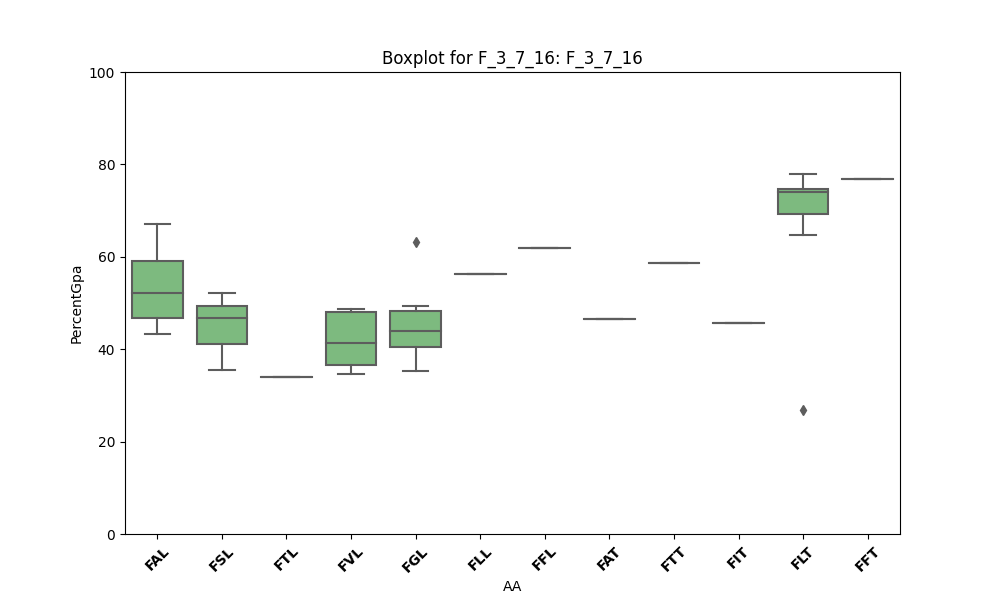 Boxplot for F_3_7_16: F_3_7_16
100
80
60
40
20
0
PercentGpa
FAL FSL FTL FVL FGL FLL FFL FAT FTT FIT FLT FFT
AA